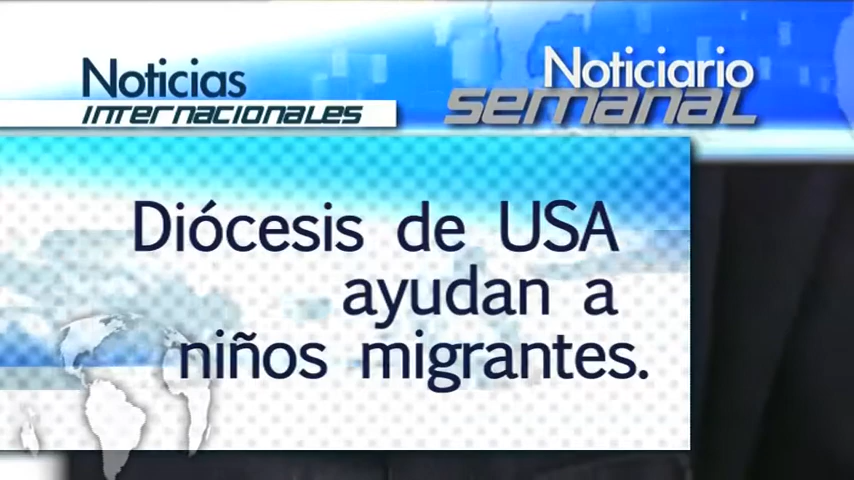 Noticias
internacionales
Noticiario
semanal
Diócesis de USA
ayudan a
niños migrantes.